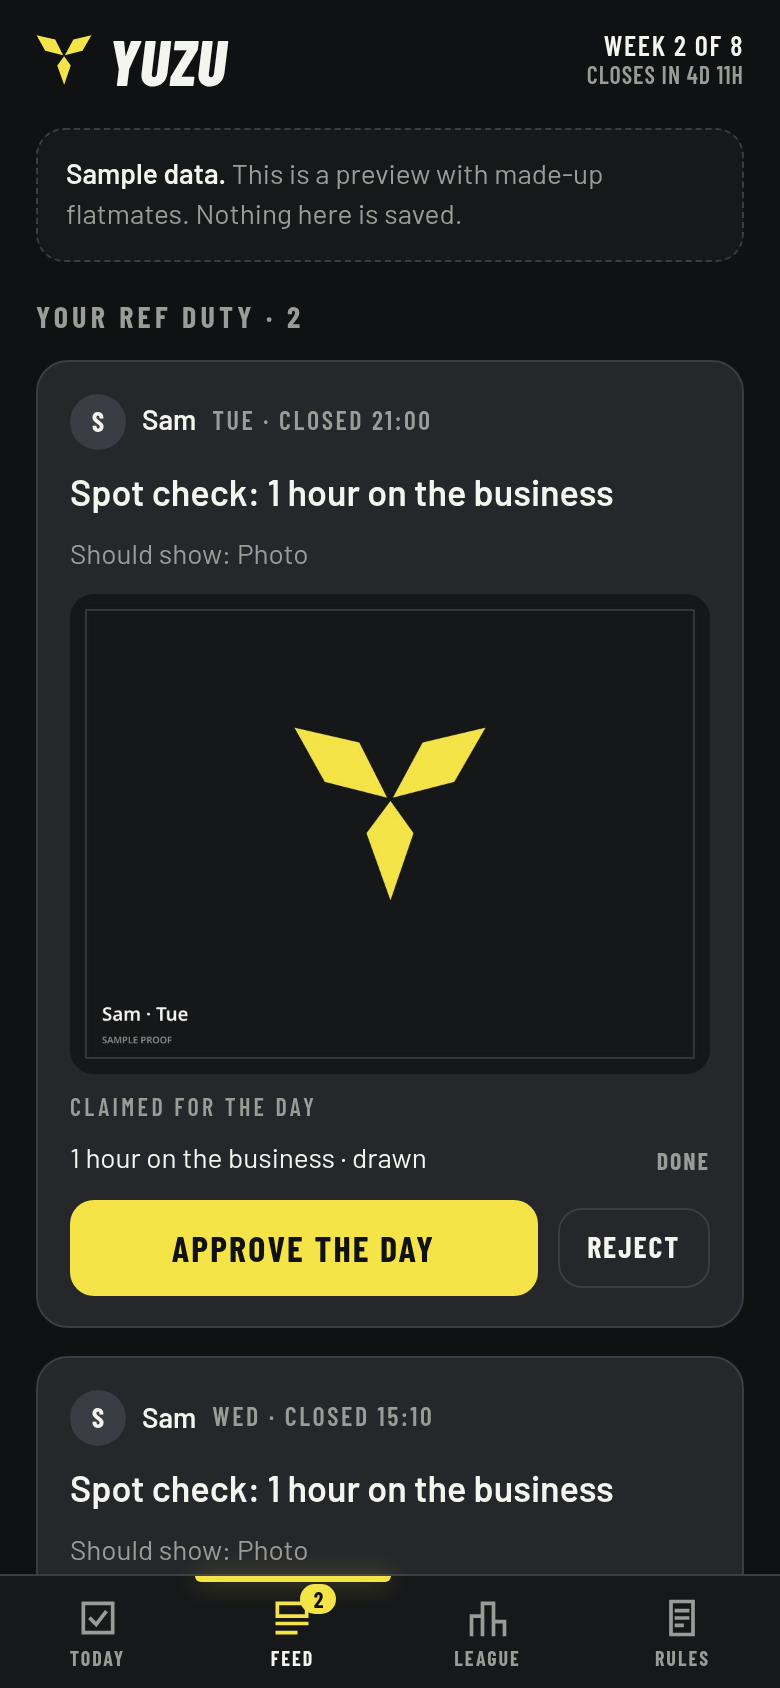 YUZU
WEEK 2 OF 8
CLOSES IN 4D 11H
Sample data. This is a preview with made-up
flatmates. Nothing here is saved.
YOUR REF DUTY · 2
S Sam TUE · CLOSED 21:00
Spot check: 1 hour on the business
Should show: Photo
Sam · Tue
SAMPLE PROOF
CLAIMED FOR THE DAY
1 hour on the business · drawn DONE
APPROVE THE DAY REJECT
S Sam WED · CLOSED 15:10
Spot check: 1 hour on the business
Should show: Photo
2
TODAY FEED LEAGUE RULES